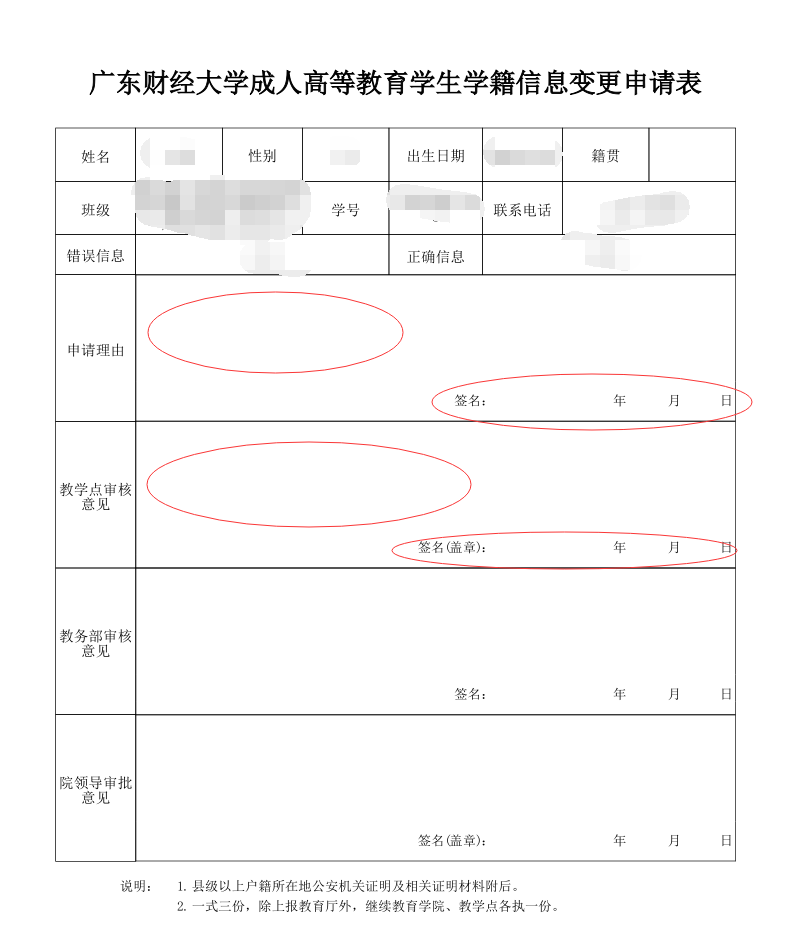 广东财经大学成人高等教育学生学籍信息变更申请表
姓名 性别 出生日期 籍贯
班级 学号 联系电话
错误信息 正确信息
申请理由
签名: 年 月 日
教学点审核
意见
签名(盖章): 年 月 日
教务部审核
意见
签名: 年 月 日
院领导审批
意见
签名(盖章): 年 月 日
说明: 1.县级以上户籍所在地公安机关证明及相关证明材料附后。
2.一式三份，除上报教育厅外，继续教育学院、教学点各执一份。